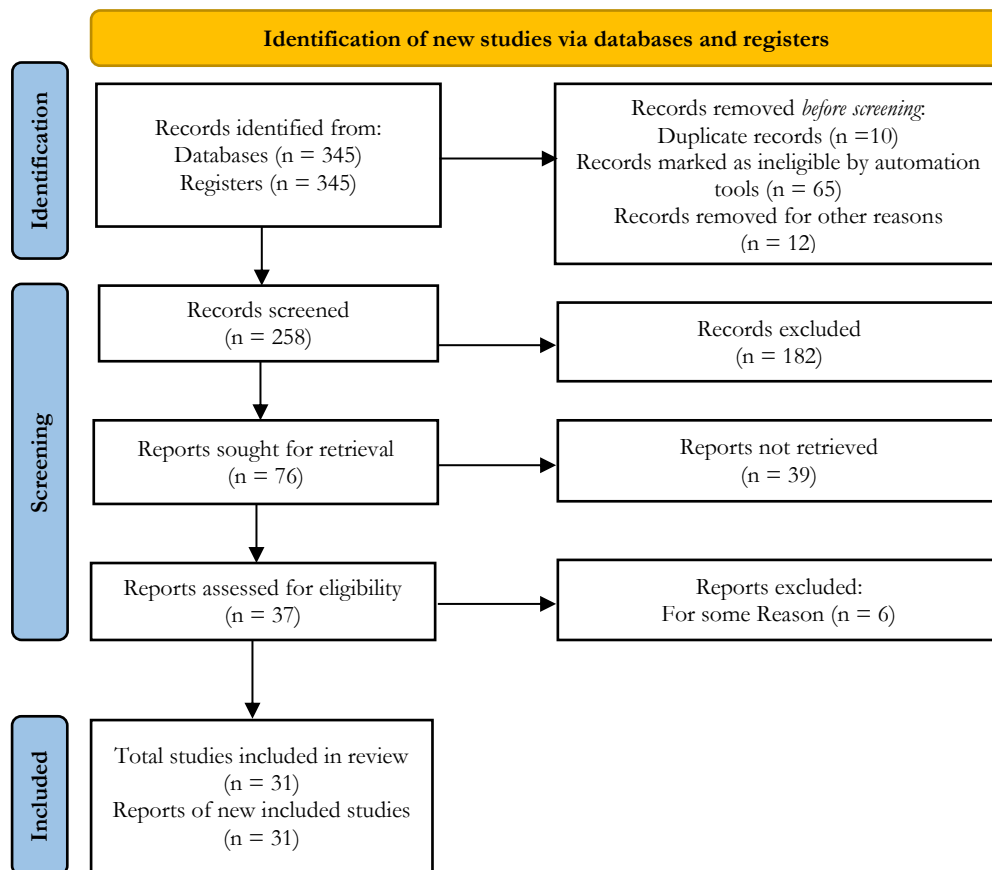 Identification of new studies via databases and registers
Identification
Records identified from:
Databases (n = 345)
Registers (n = 345)
Records removed before screening:
Duplicate records (n =10)
Records marked as ineligible by automation
tools (n = 65)
Records removed for other reasons
(n = 12)
Screening
Records screened
(n = 258)
Records excluded
(n = 182)
Reports sought for retrieval
(n = 76)
Reports not retrieved
(n = 39)
Reports assessed for eligibility
(n = 37)
Reports excluded:
For some Reason (n = 6)
Included
Total studies included in review
(n = 31)
Reports of new included studies
(n = 31)